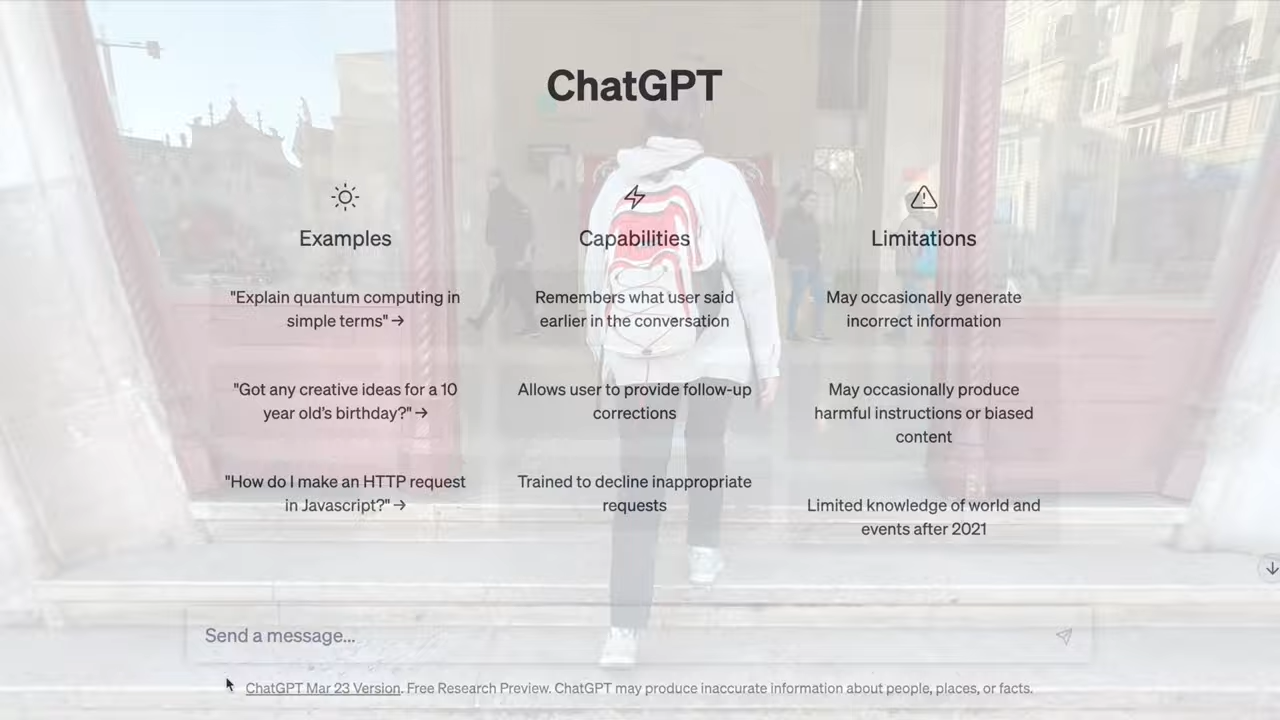 ChatGPT
Examples
"Explain quantum computing in
simple terms" →
"Got any creative ideas for a 10
year old's birthday?" →
"How do I make an HTTP request
in Javascript?" →
Capabilities
Remembers what user said
earlier in the conversation
Allows user to provide follow-up
corrections
Trained to decline inappropriate
requests
Limitations
May occasionally generate
incorrect information
May occasionally produce
harmful instructions or biased
content
Limited knowledge of world and
events after 2021
Send a message...
ChatGPT Mar 23 Version. Free Research Preview. ChatGPT may produce inaccurate information about people, places, or facts.